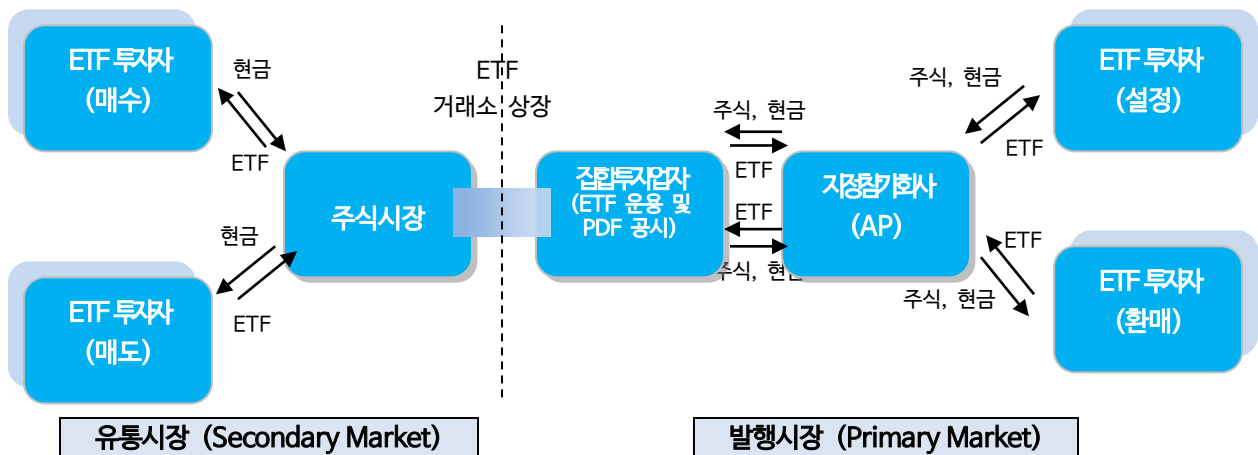 ETF 투자자
(매수)
현금
ETF
ETF
거래소 상장
주식시장
현금
ETF
ETF 투자자
(매도)
유통시장 (Secondary Market)
주식, 현금
ETF
집합투자업자
(ETF 운용 및
PDF 공시)
ETF
주식, 현금
지정참가회사
(AP)
주식, 현금
ETF
ETF 투자자
(설정)
ETF
주식, 현금
ETF 투자자
(환매)
발행시장 (Primary Market)